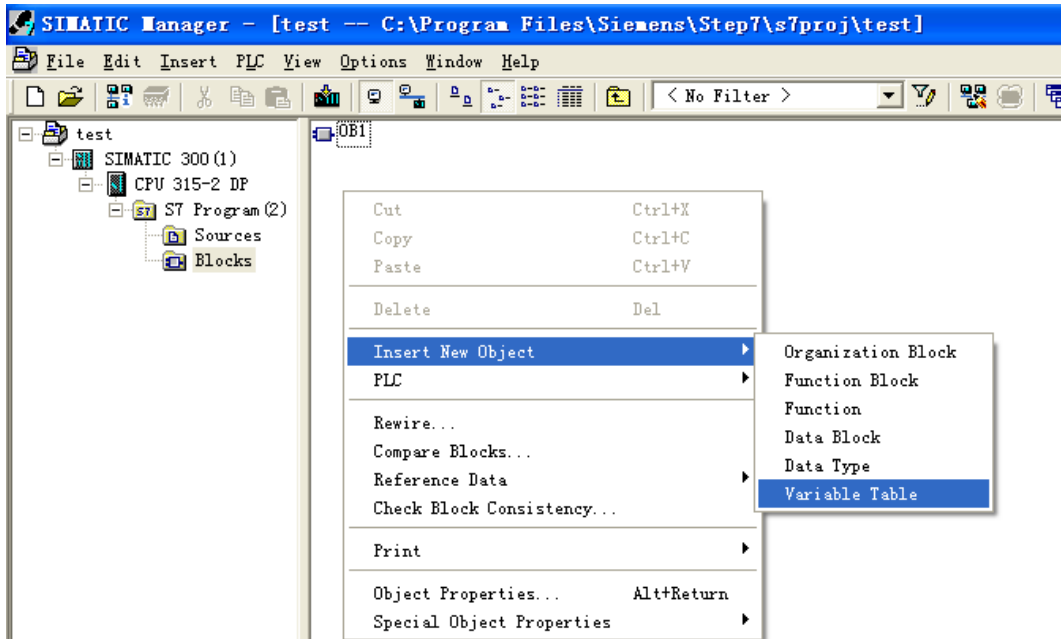 SIMATIC Manager - [test -- C:\Program Files\Siemens\Step7\s7proj\test]
File Edit Insert PLC View Options Window Help
< No Filter >
test
SIMATIC 300(1)
CPU 315-2 DP
S7 Program(2)
Sources
Blocks
OB1
Cut Ctrl+X
Copy Ctrl+C
Paste Ctrl+V
Delete Del
Insert New Object
PLC
Rewire...
Compare Blocks...
Reference Data
Check Block Consistency...
Print
Object Properties... Alt+Return
Special Object Properties
Organization Block
Function Block
Function
Data Block
Data Type
Variable Table